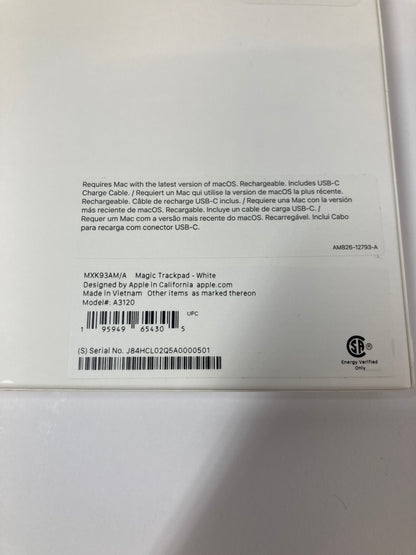 Requires Mac with the latest version of macOS. Rechargeable. Includes USB-C
Charge Cable. / Requiert un Mac qui utilise la version de macOS la plus récente.
Rechargeable. Câble de recharge USB-C inclus. / Requiere una Mac con la versión
más reciente de macOS. Recargable. Incluye un cable de carga USB-C. /
Requer um Mac com a versão mais recente do macOS. Recarregável. Inclui Cabo
para recarga com conector USB-C.
AM826-12793-A
MXK93AM/A Magic Trackpad - White
Designed by Apple in California apple.com
Made in Vietnam Other items as marked thereon
Model#: A3120
1 95949 65430 5 UPC
(S) Serial No. J84HCL02Q5A0000501
SA ®
Energy Verified
Only